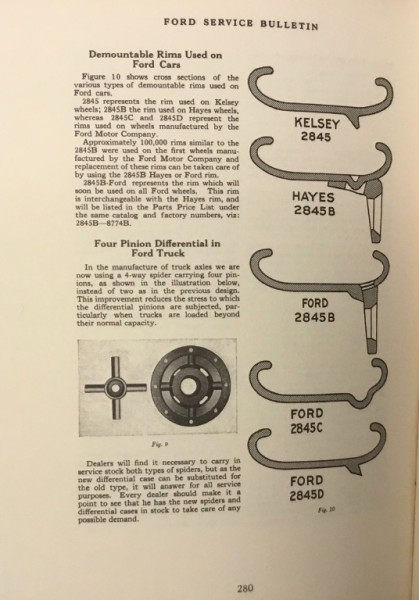 FORD SERVICE BULLETIN
Demountable Rims Used on
Ford Cars
Figure 10 shows cross sections of the
various types of demountable rims used on
Ford cars.
2845 represents the rim used on Kelsey
wheels; 2845B the rim used on Hayes wheels,
whereas 2845C and 2845D represent the
rims used on wheels manufactured by the
Ford Motor Company.
Approximately 100,000 rims similar to the
2845B were used on the first wheels manu-
factured by the Ford Motor Company and
replacement of these rims can be taken care of
by using the 2845B Hayes or Ford rim.
2845B-Ford represents the rim which will
soon be used on all Ford wheels. This rim
is interchangeable with the Hayes rim, and
will be listed in the Parts Price List under
the same catalog and factory numbers, viz:
2845B—8774B.
Four Pinion Differential in
Ford Truck
In the manufacture of truck axles we are
now using a 4-way spider carrying four pin-
ions, as shown in the illustration below,
instead of two as in the previous design.
This improvement reduces the stress to which
the differential pinions are subjected, par-
ticularly when trucks are loaded beyond
their normal capacity.
Fig. 9
Dealers will find it necessary to carry in
service stock both types of spiders, but as the
new differential case can be substituted for
the old type, it will answer for all service
purposes. Every dealer should make it a
point to see that he has the new spiders and
differential cases in stock to take care of any
possible demand.
KELSEY
2845
HAYES
2845B
FORD
2845B
FORD
2845C
FORD
2845D
Fig. 10
280